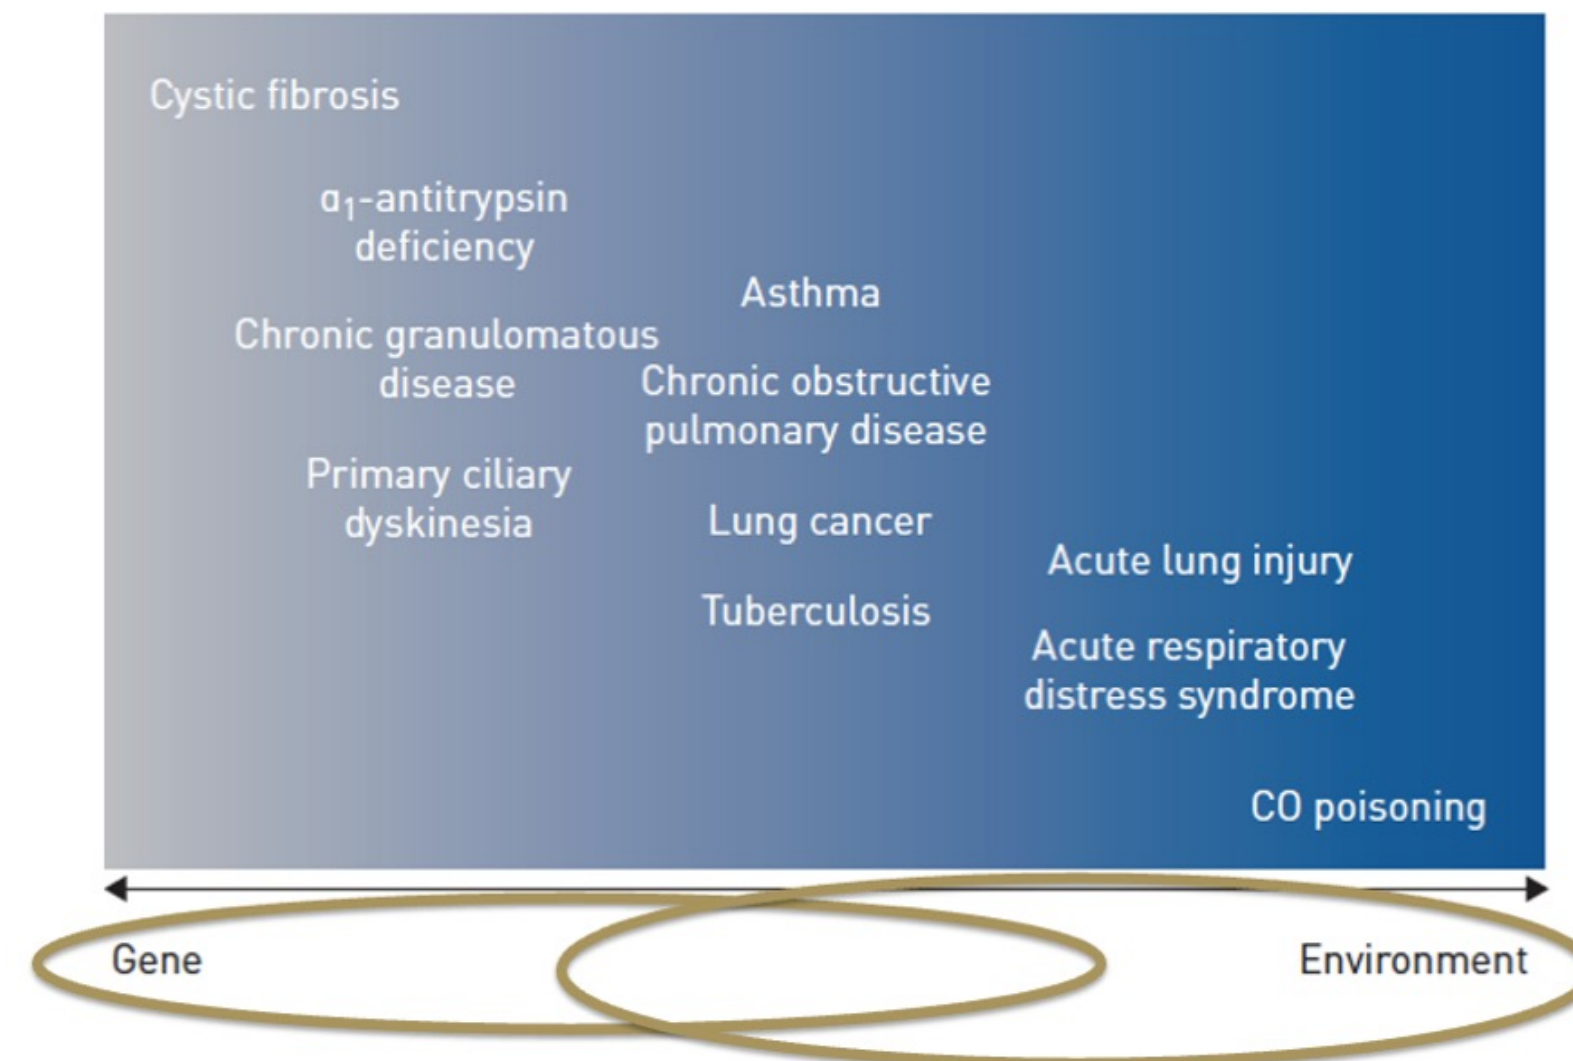 Cystic fibrosis
α₁-antitrypsin
deficiency
Asthma
Chronic granulomatous
disease
Chronic obstructive
pulmonary disease
Primary ciliary
dyskinesia
Lung cancer
Acute lung injury
Tuberculosis
Acute respiratory
distress syndrome
CO poisoning
Gene
Environment